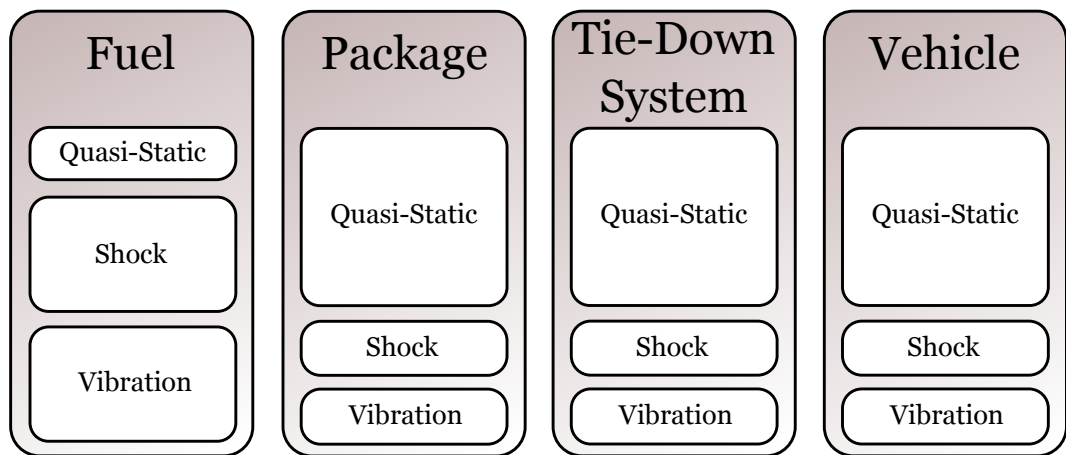 Fuel
Quasi-Static
Shock
Vibration
Package
Quasi-Static
Shock
Vibration
Tie-Down
System
Quasi-Static
Shock
Vibration
Vehicle
Quasi-Static
Shock
Vibration